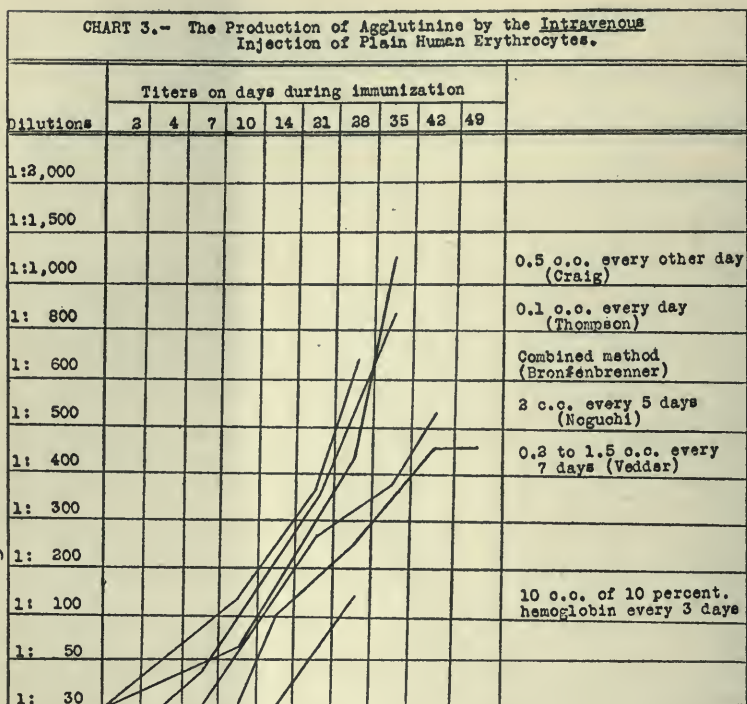 CHART 3.- The Production of Agglutinine by the Intravenous
Injection of Plain Human Erythrocytes.
Titers on days during immunization
Dilutions 2 4 7 10 14 21 28 35 42 49
1:2,000
1:1,500
1:1,000
0.5 c.c. every other day
(Craig)
1: 800
0.1 c.c. every day
(Thompson)
1: 600
Combined method
(Bronfenbrenner)
1: 500
2 c.c. every 5 days
(Noguchi)
1: 400
0.2 to 1.5 c.c. every
7 days (Vedder)
1: 300
1: 200
1: 100
10 c.c. of 10 percent.
hemoglobin every 3 days
1: 50
1: 30